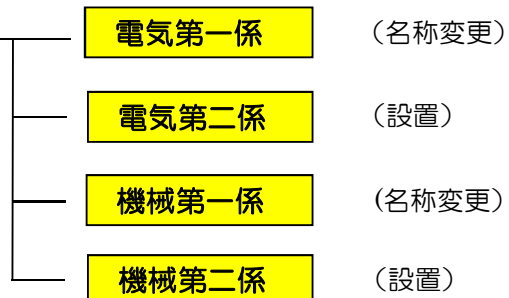 電気第一係 （名称変更）
電気第二係 （設置）
機械第一係 （名称変更）
機械第二係 （設置）